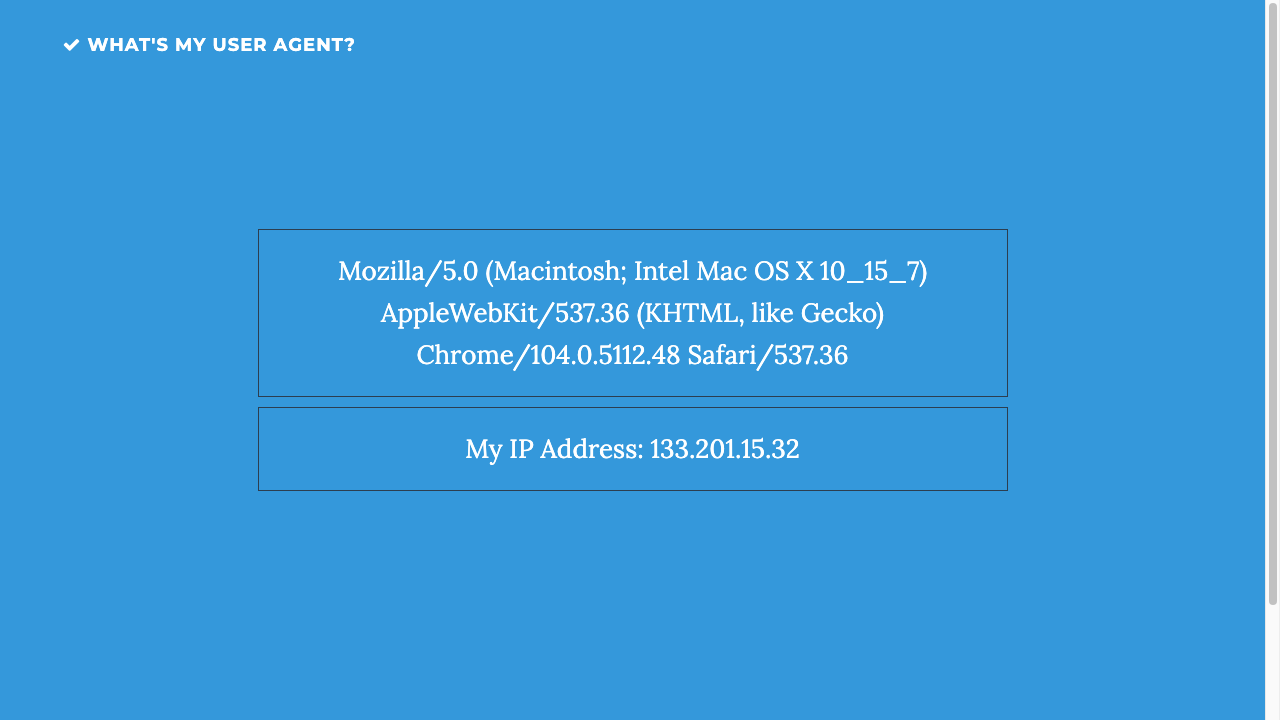 WHAT'S MY USER AGENT?
Mozilla/5.0 (Macintosh; Intel Mac OS X 10_15_7)
AppleWebKit/537.36 (KHTML, like Gecko)
Chrome/104.0.5112.48 Safari/537.36
My IP Address: 133.201.15.32